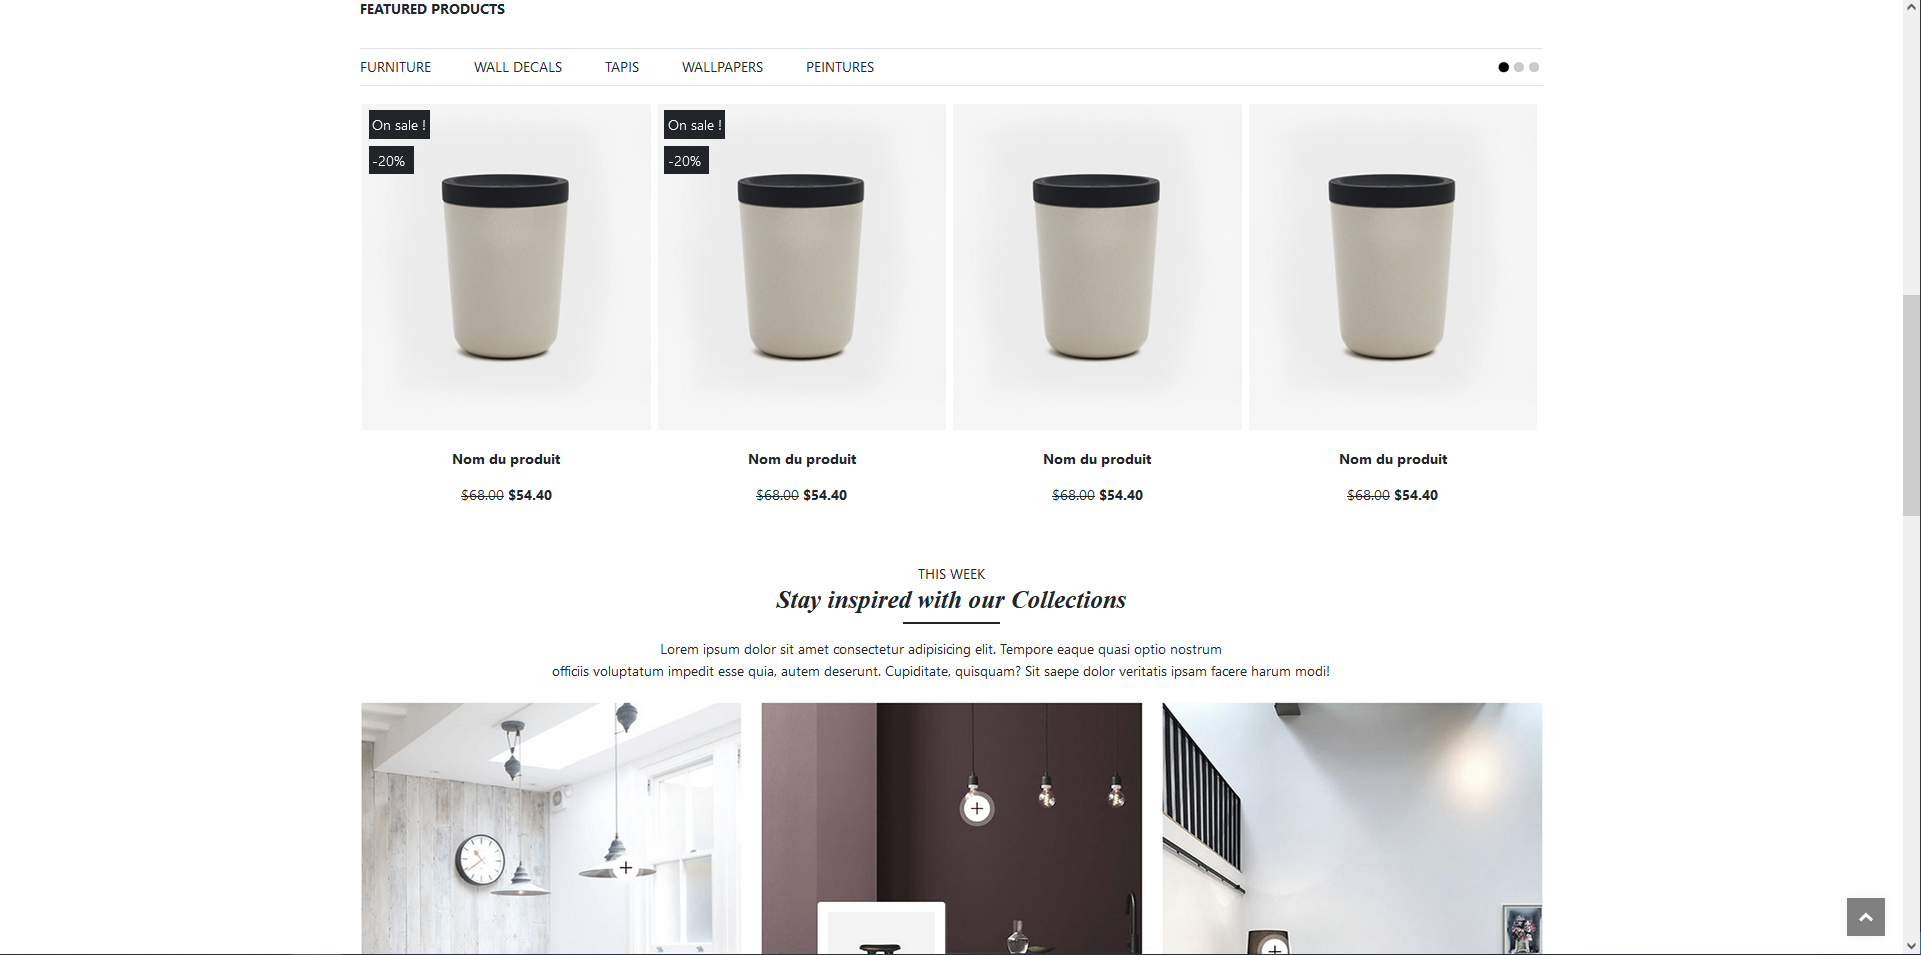 FEATURED PRODUCTS
FURNITURE WALL DECALS TAPIS WALLPAPERS PEINTURES
On sale ! On sale !
-20% -20%
Nom du produit Nom du produit Nom du produit Nom du produit
$68.00 $54.40 $68.00 $54.40 $68.00 $54.40 $68.00 $54.40
THIS WEEK
Stay inspired with our Collections
Lorem ipsum dolor sit amet consectetur adipisicing elit. Tempore eaque quasi optio nostrum
officiis voluptatum impedit esse quia, autem deserunt. Cupiditate, quisquam? Sit saepe dolor veritatis ipsam facere harum modi!